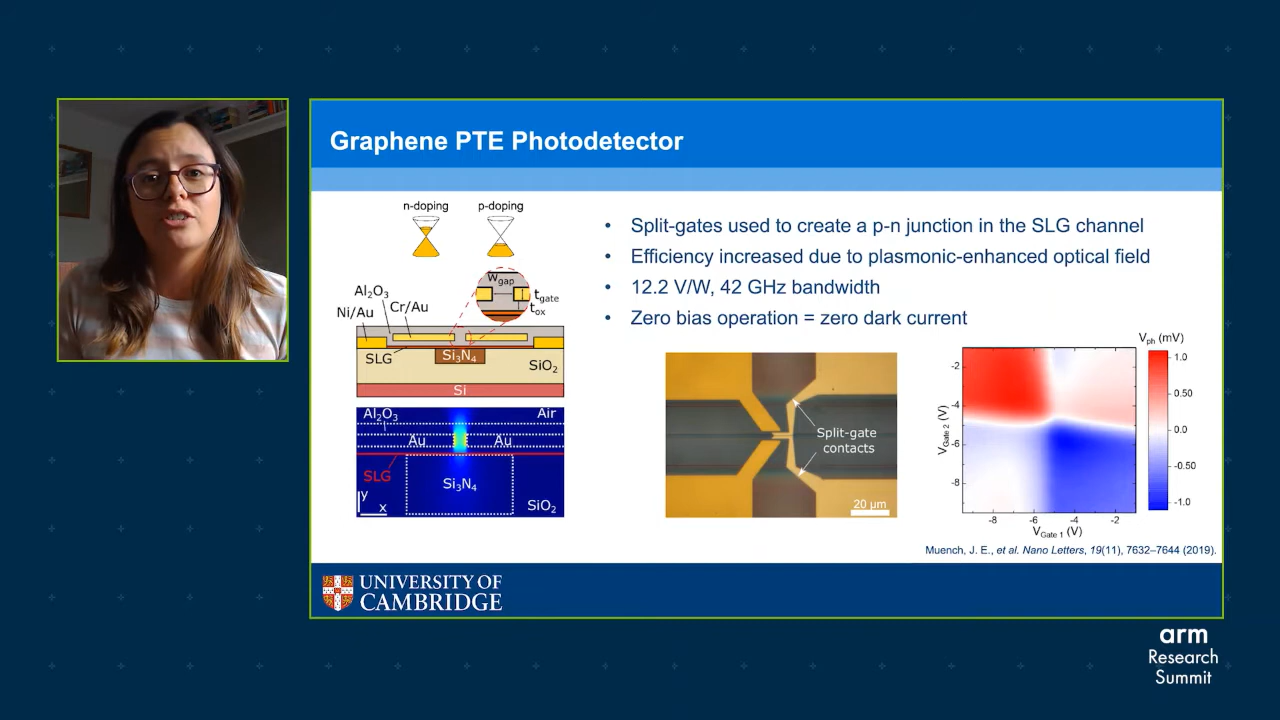 Graphene PTE Photodetector
n-doping
p-doping
Wgap
tgate
tox
Al2O3
Cr/Au
Ni/Au
SLG
Si3N4
SiO2
Si
Al2O3
Air
Au
Au
SLG
Si3N4
y
x
SiO2
• Split-gates used to create a p-n junction in the SLG channel
• Efficiency increased due to plasmonic-enhanced optical field
• 12.2 V/W, 42 GHz bandwidth
• Zero bias operation = zero dark current
Split-gate
contacts
20 µm
Vph (mV)
1.0
0.50
0.0
-0.50
-1.0
VGate 2 (V)
-2
-4
-6
-8
-8
-6
-4
-2
VGate 1 (V)
Muench, J. E., et al. Nano Letters, 19(11), 7632–7644 (2019).
UNIVERSITY OF
CAMBRIDGE
arm
Research
Summit